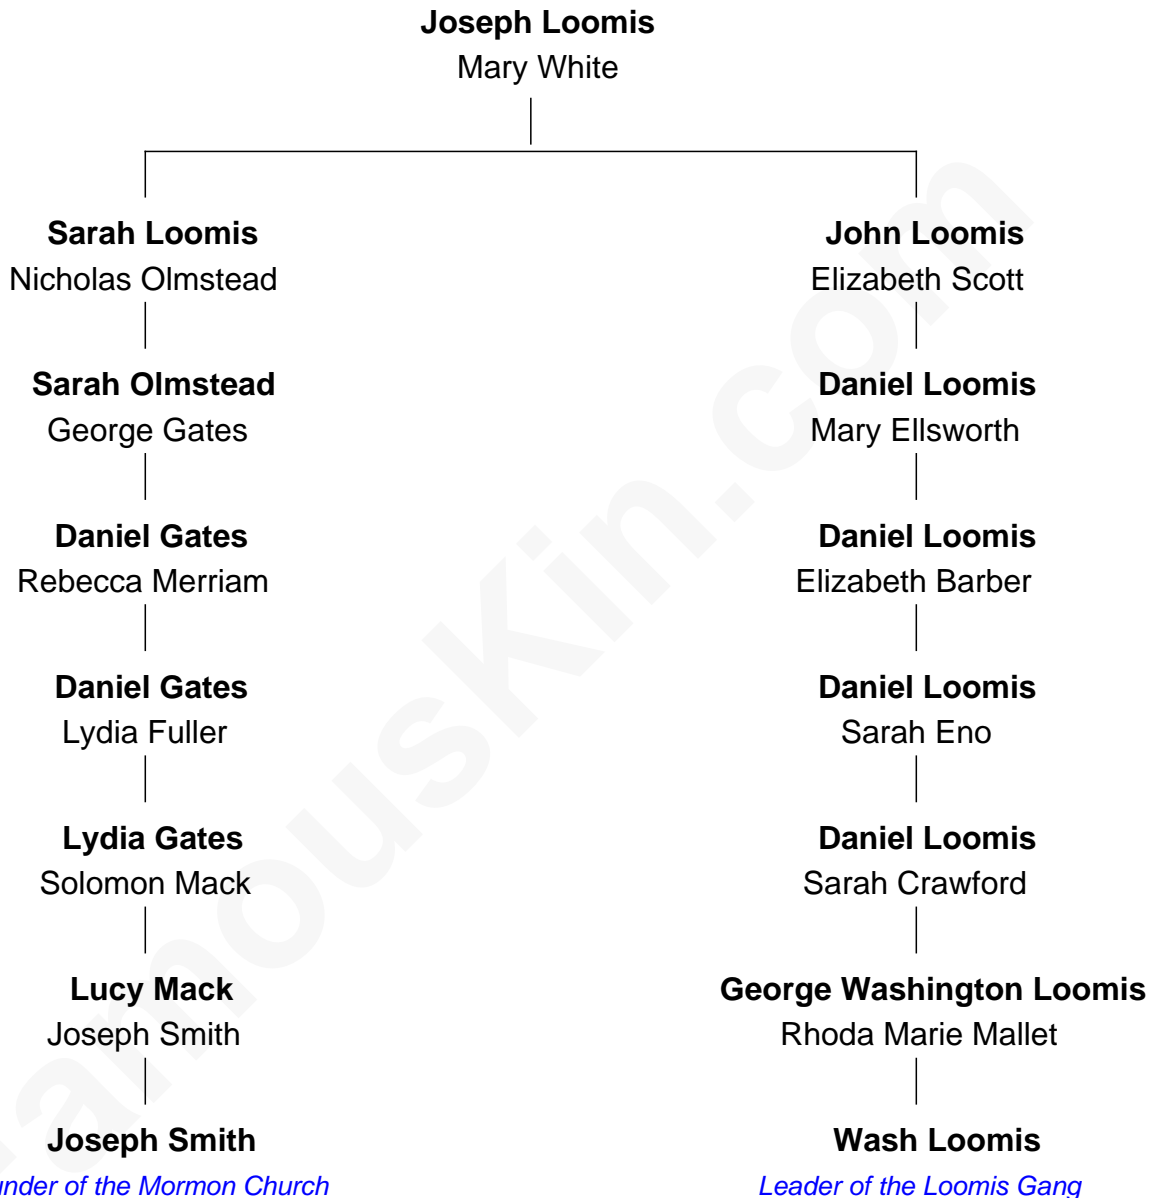 Joseph Loomis
Mary White
Sarah Loomis
Nicholas Olmstead
John Loomis
Elizabeth Scott
Sarah Olmstead
George Gates
Daniel Loomis
Mary Ellsworth
Daniel Gates
Rebecca Merriam
Daniel Loomis
Elizabeth Barber
Daniel Gates
Lydia Fuller
Daniel Loomis
Sarah Eno
Lydia Gates
Solomon Mack
Daniel Loomis
Sarah Crawford
Lucy Mack
Joseph Smith
George Washington Loomis
Rhoda Marie Mallet
Joseph Smith
under of the Mormon Church
Wash Loomis
Leader of the Loomis Gang
FamousKin.com